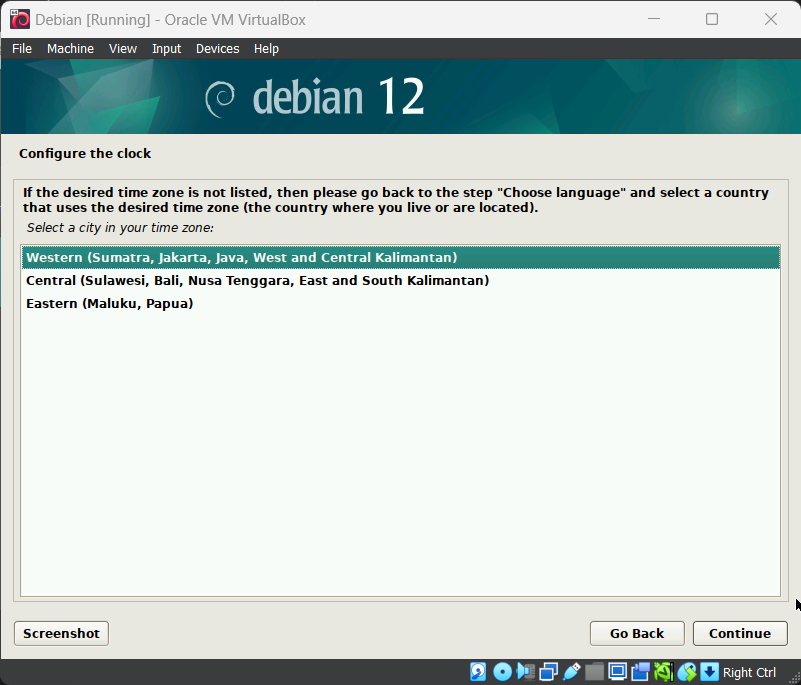 Debian [Running] - Oracle VM VirtualBox
File Machine View Input Devices Help
debian 12
Configure the clock
If the desired time zone is not listed, then please go back to the step "Choose language" and select a country
that uses the desired time zone (the country where you live or are located).
Select a city in your time zone:
Western (Sumatra, Jakarta, Java, West and Central Kalimantan)
Central (Sulawesi, Bali, Nusa Tenggara, East and South Kalimantan)
Eastern (Maluku, Papua)
Screenshot Go Back Continue
Right Ctrl